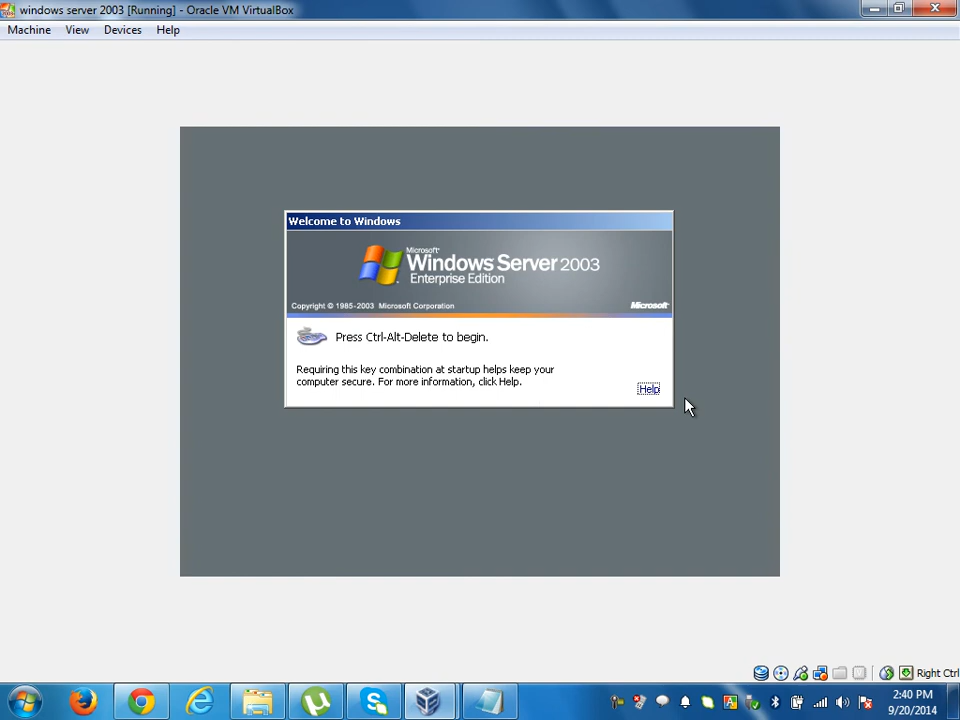 windows server 2003 [Running] - Oracle VM VirtualBox
Machine View Devices Help
Welcome to Windows
Microsoft®
Windows Server 2003
Enterprise Edition
Copyright © 1985-2003 Microsoft Corporation
Microsoft
Press Ctrl-Alt-Delete to begin.
Requiring this key combination at startup helps keep your
computer secure. For more information, click Help.
Help
Right Ctrl
2:40 PM
9/20/2014